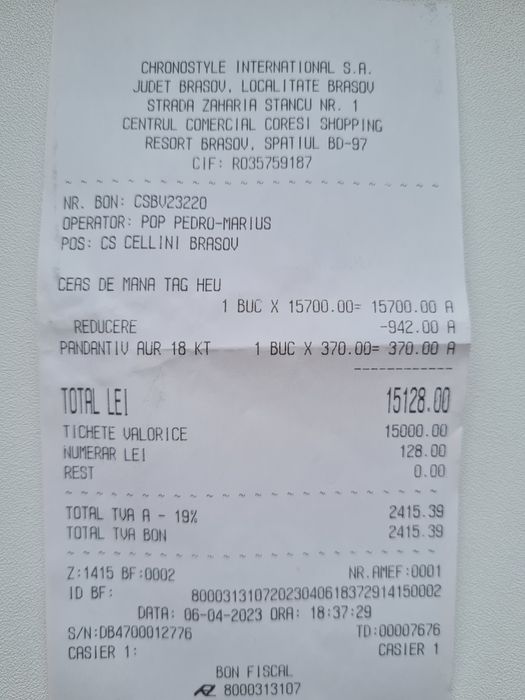 CHRONOSTYLE INTERNATIONAL S.A.
JUDET BRASOV, LOCALITATE BRASOV
STRADA ZAHARIA STANCU NR. 1
CENTRUL COMERCIAL CORESI SHOPPING
RESORT BRASOV, SPATIUL BD-97
CIF: RO35759187
NR. BON: CSBV23220
OPERATOR: POP PEDRO-MARIUS
POS: CS CELLINI BRASOV
CEAS DE MANA TAG HEU
1 BUC X 15700.00= 15700.00 A
REDUCERE -942.00 A
PANDANTIV AUR 18 KT 1 BUC X 370.00= 370.00 A
TOTAL LEI 15128.00
TICHETE VALORICE 15000.00
NUMERAR LEI 128.00
REST 0.00
TOTAL TVA A - 19% 2415.39
TOTAL TVA BON 2415.39
Z:1415 BF:0002 NR.AMEF:0001
ID BF: 80003131072023040618372914150002
DATA: 06-04-2023 ORA: 18:37:29
S/N:DB4700012776 TD:00007676
CASIER 1: CASIER 1
BON FISCAL
8000313107